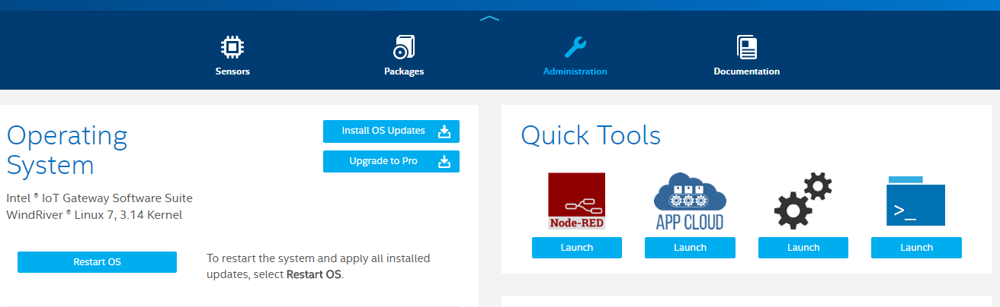 Sensors
Packages
Administration
Documentation
Operating
System
Install OS Updates
Upgrade to Pro
Intel ® IoT Gateway Software Suite
WindRiver ® Linux 7, 3.14 Kernel
Restart OS
To restart the system and apply all installed
updates, select Restart OS.
Quick Tools
Node-RED
APP CLOUD
>_
Launch
Launch
Launch
Launch